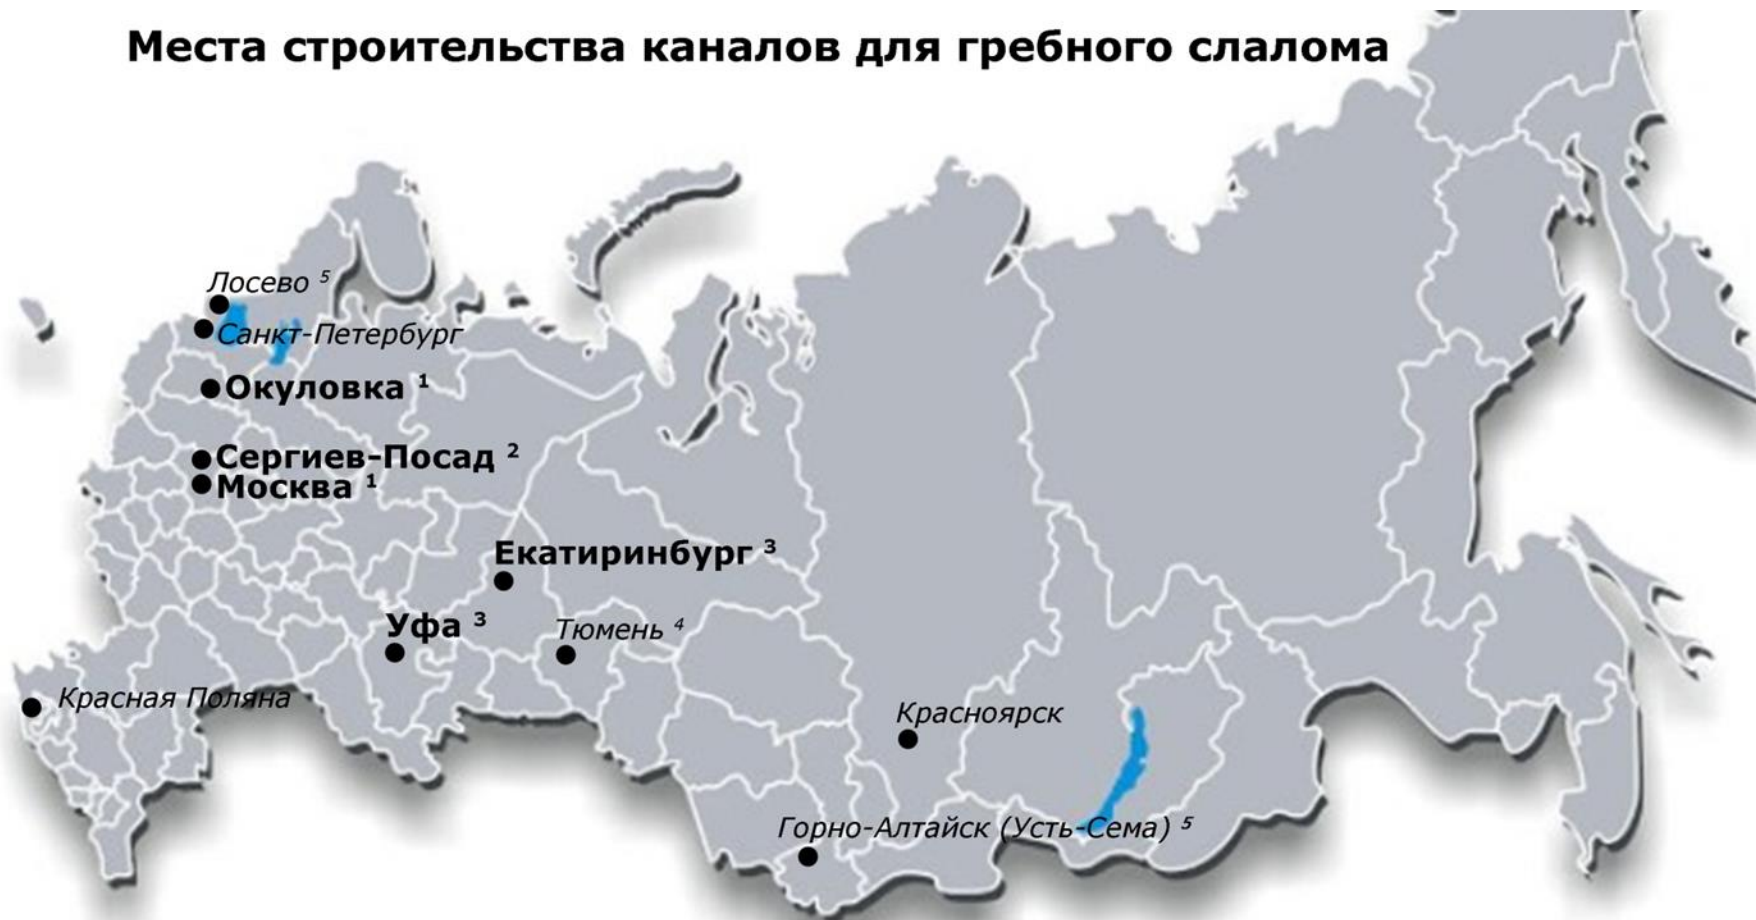 Места строительства каналов для гребного слалома
Лосево ⁵
Санкт-Петербург
Окуловка ¹
Сергиев-Посад ²
Москва ¹
Екатиринбург ³
Уфа ³
Тюмень ⁴
Красная Поляна
Красноярск
Горно-Алтайск (Усть-Сема) ⁵